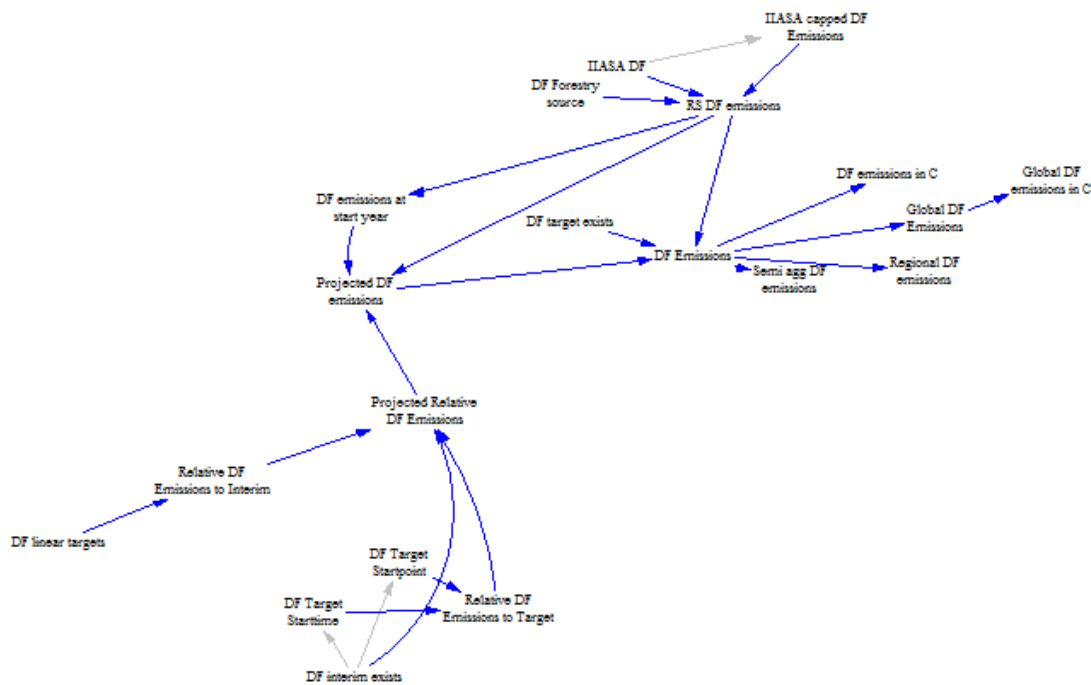 IIASA capped DF
Emissions
IIASA DF
DF Forestry
source
RS DF emissions
DF emissions in C
Global DF
emissions in C
DF emissions at
start year
DF target exists
Global DF
Emissions
DF Emissions
Semi agg DF
emissions
Regional DF
emissions
Projected DF
emissions
Projected Relative
DF Emissions
Relative DF
Emissions to Interim
DF linear targets
DF Target
Startpoint
DF Target
Starttime
Relative DF
Emissions to Target
DF interim exists